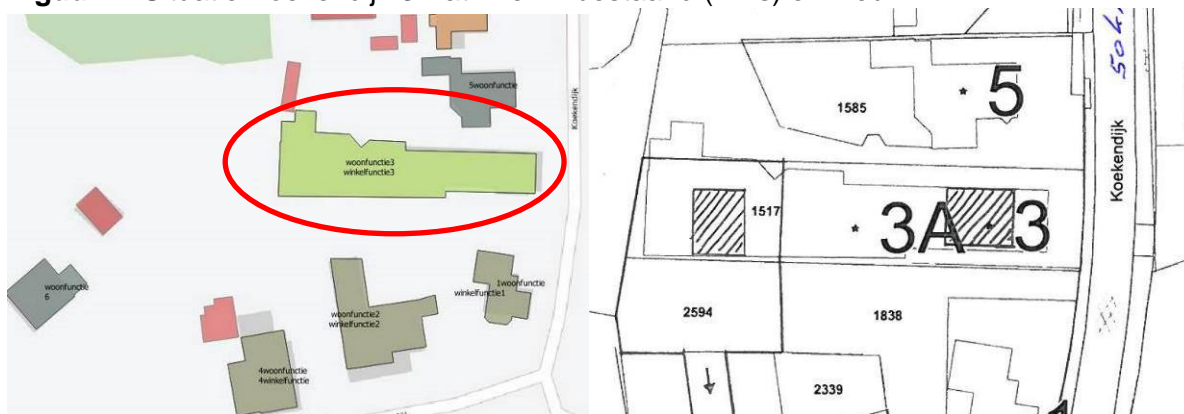 5woonfunctie
Koekendijk
woonfunctie3
winkelfunctie3
1woonfunctie
winkelfunctie1
woonfunctie
6
woonfunctie2
winkelfunctie2
4woonfunctie
4winkelfunctie
5
1585
Koekendijk
1517
3A
3
2594
1838
2339